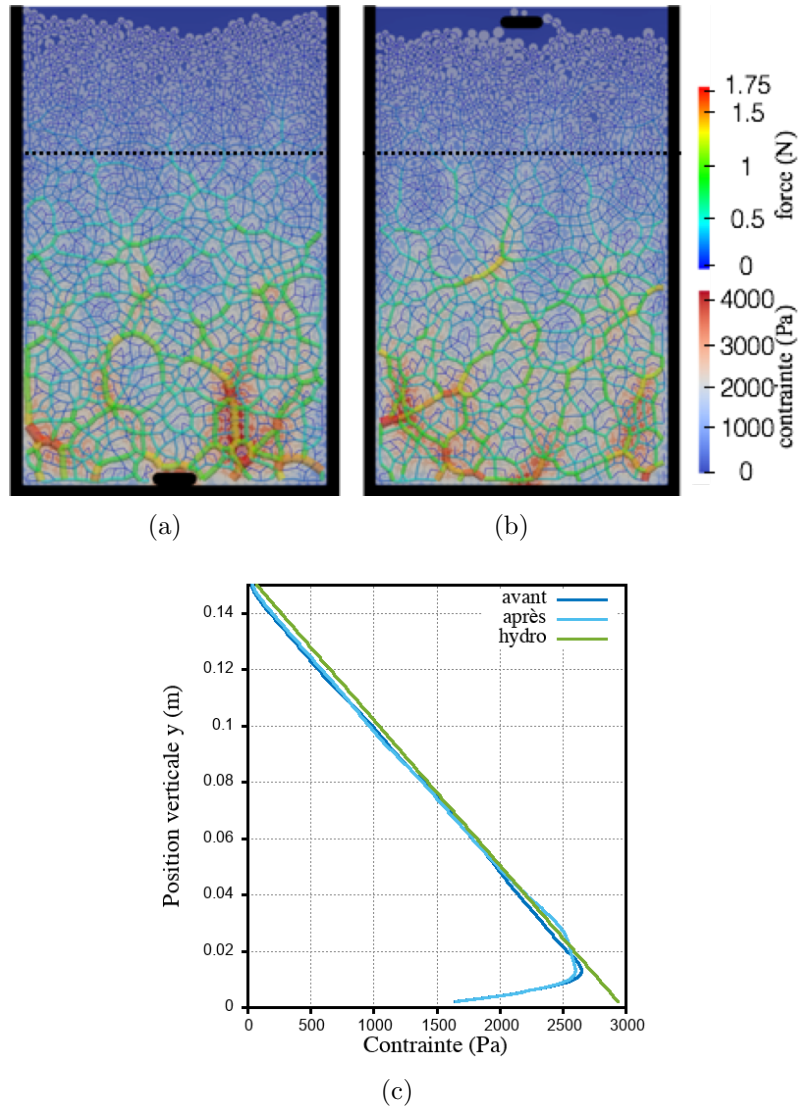 1.75
1.5
1
0.5
0
force (N)
4000
3000
2000
1000
0
contrainte (Pa)
(a)
(b)
avant
après
hydro
0.14
0.12
0.1
0.08
0.06
0.04
0.02
0
Position verticale y (m)
0 500 1000 1500 2000 2500 3000
Contrainte (Pa)
(c)